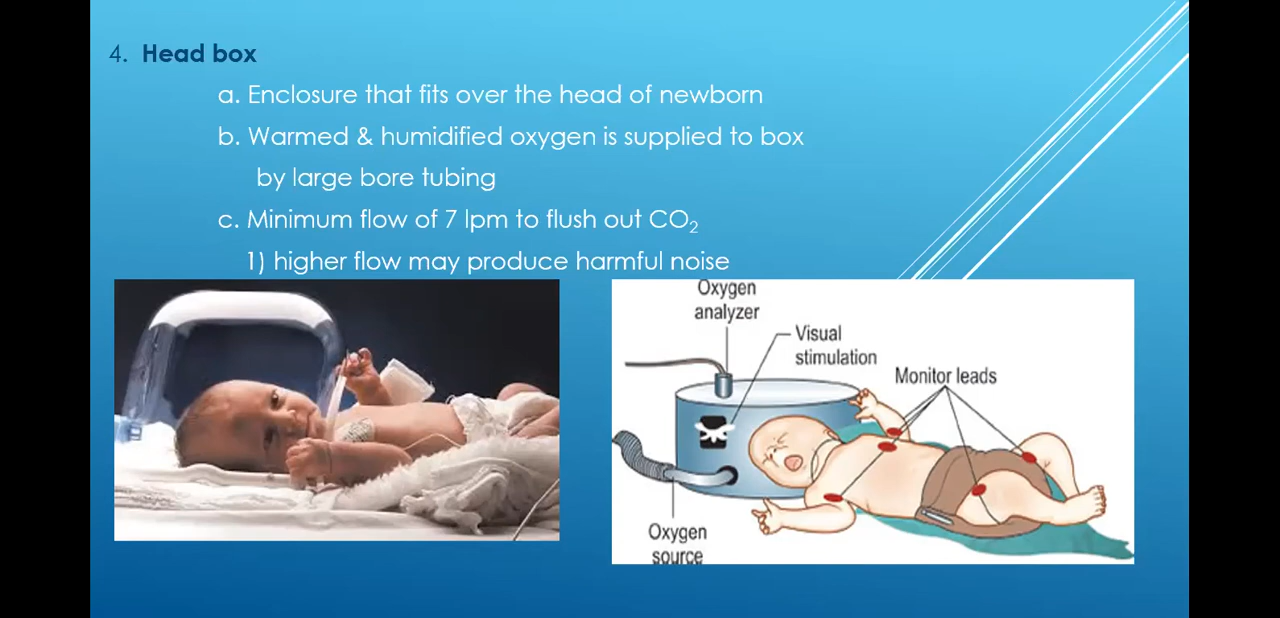 4. Head box
a. Enclosure that fits over the head of newborn
b. Warmed & humidified oxygen is supplied to box
by large bore tubing
c. Minimum flow of 7 lpm to flush out CO₂
1) higher flow may produce harmful noise
Oxygen
analyzer
Visual
stimulation
Monitor leads
Oxygen
source